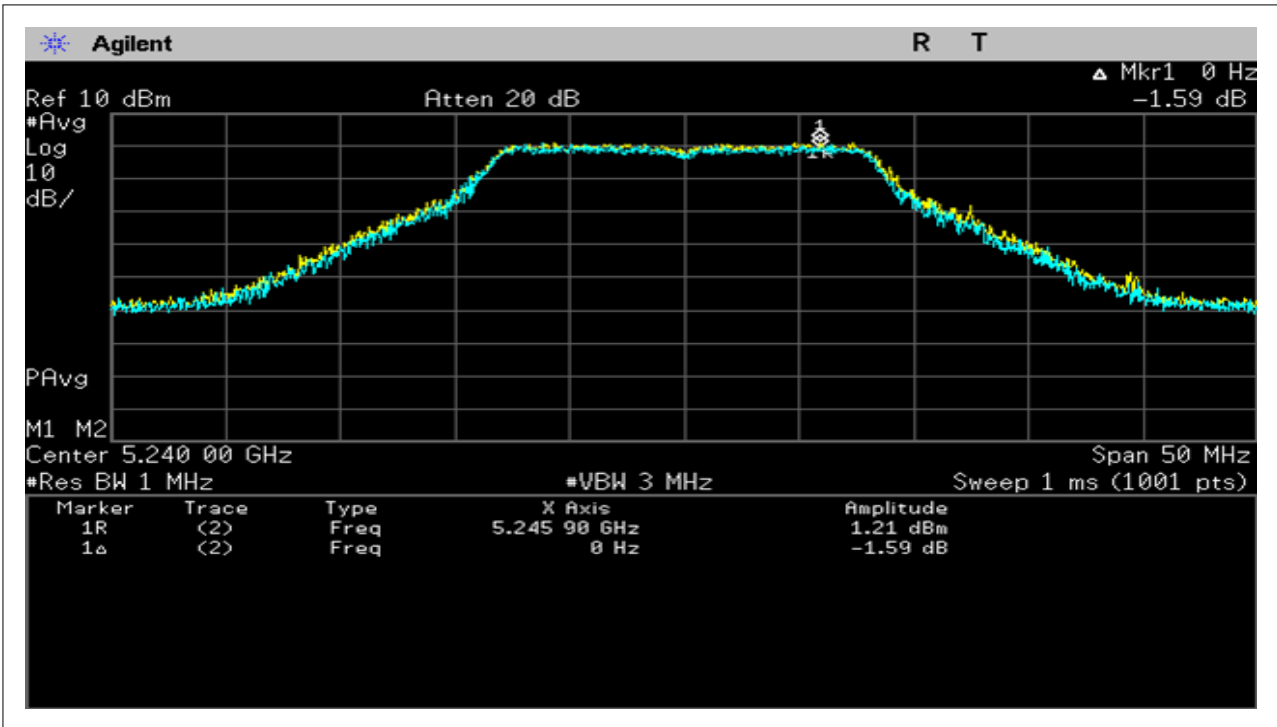 Agilent R T
Δ Mkr1 0 Hz
Ref 10 dBm Atten 20 dB -1.59 dB
#Avg
Log
10
dB/
1
1R
PAvg
M1 M2
Center 5.240 00 GHz Span 50 MHz
#Res BW 1 MHz #VBW 3 MHz Sweep 1 ms (1001 pts)
Marker Trace Type X Axis Amplitude
1R (2) Freq 5.245 90 GHz 1.21 dBm
1Δ (2) Freq 0 Hz -1.59 dB